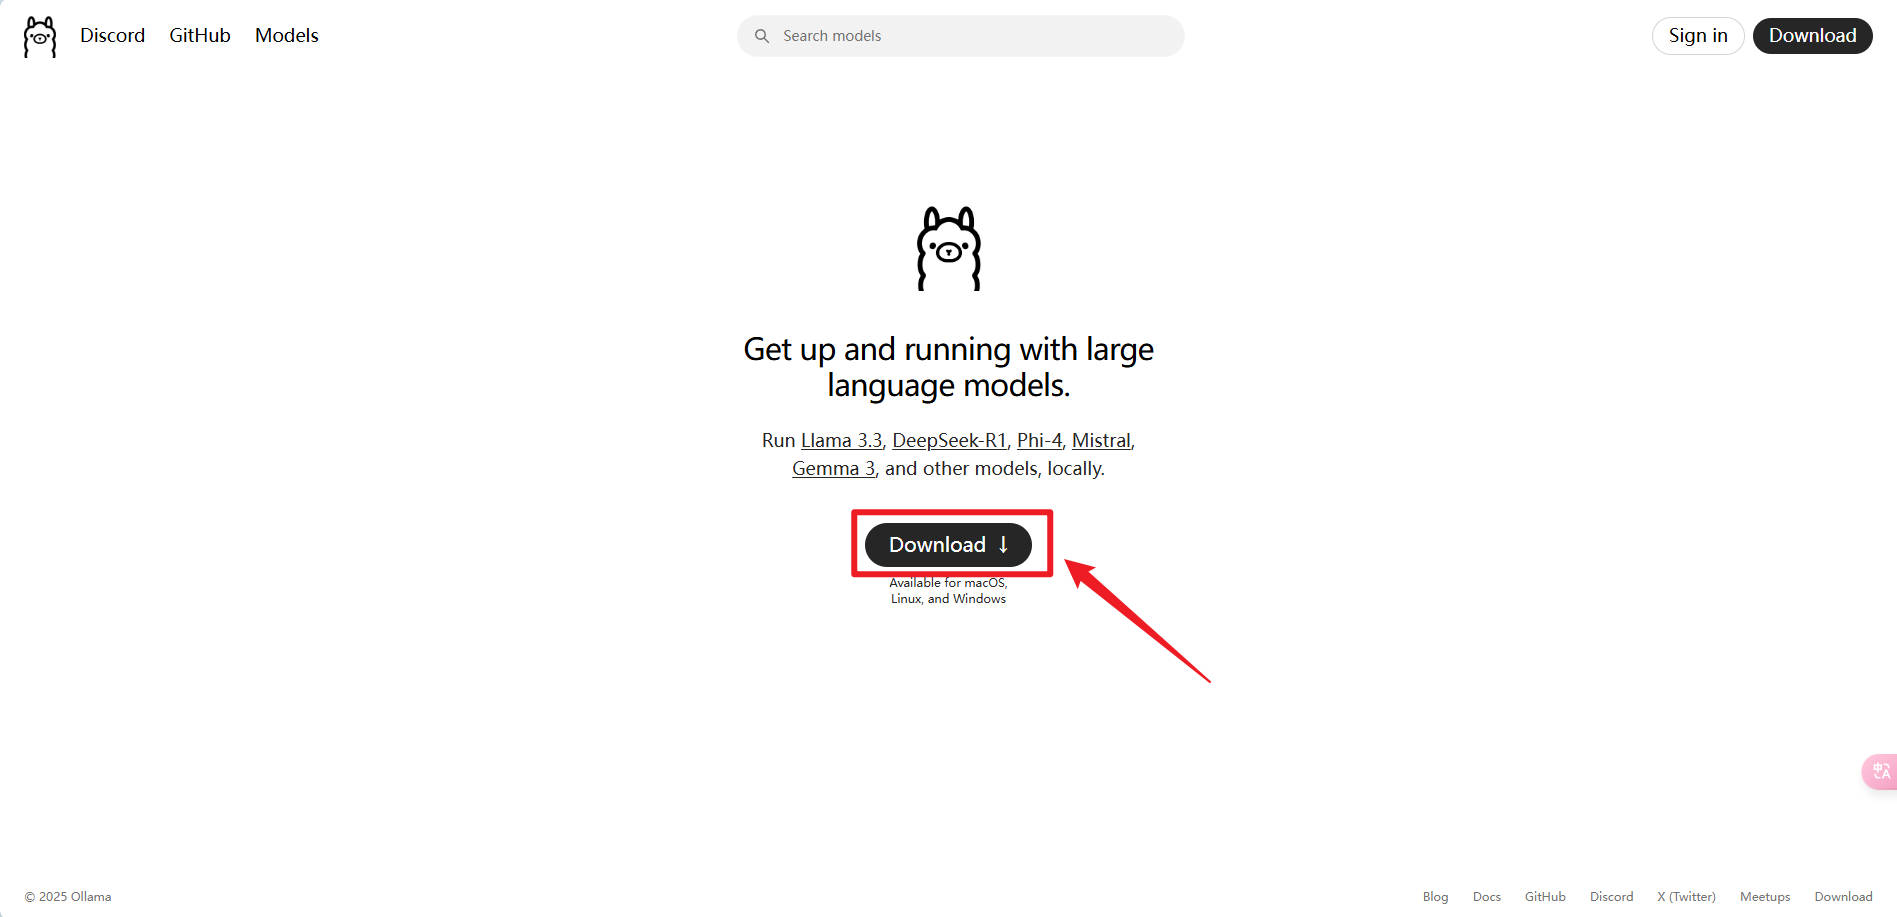 Discord GitHub Models Search models Sign in Download
Get up and running with large
language models.
Run Llama 3.3, DeepSeek-R1, Phi-4, Mistral,
Gemma 3, and other models, locally.
Download ↓
Available for macOS,
Linux, and Windows
中A
© 2025 Ollama Blog Docs GitHub Discord X (Twitter) Meetups Download